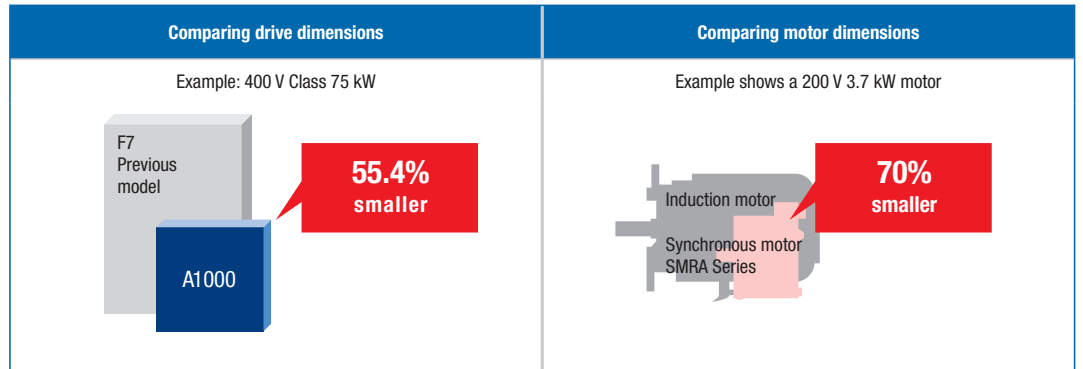 Comparing drive dimensions
Example: 400 V Class 75 kW
F7
Previous
model
55.4%
smaller
A1000
Comparing motor dimensions
Example shows a 200 V 3.7 kW motor
Induction motor
Synchronous motor
SMRA Series
70%
smaller